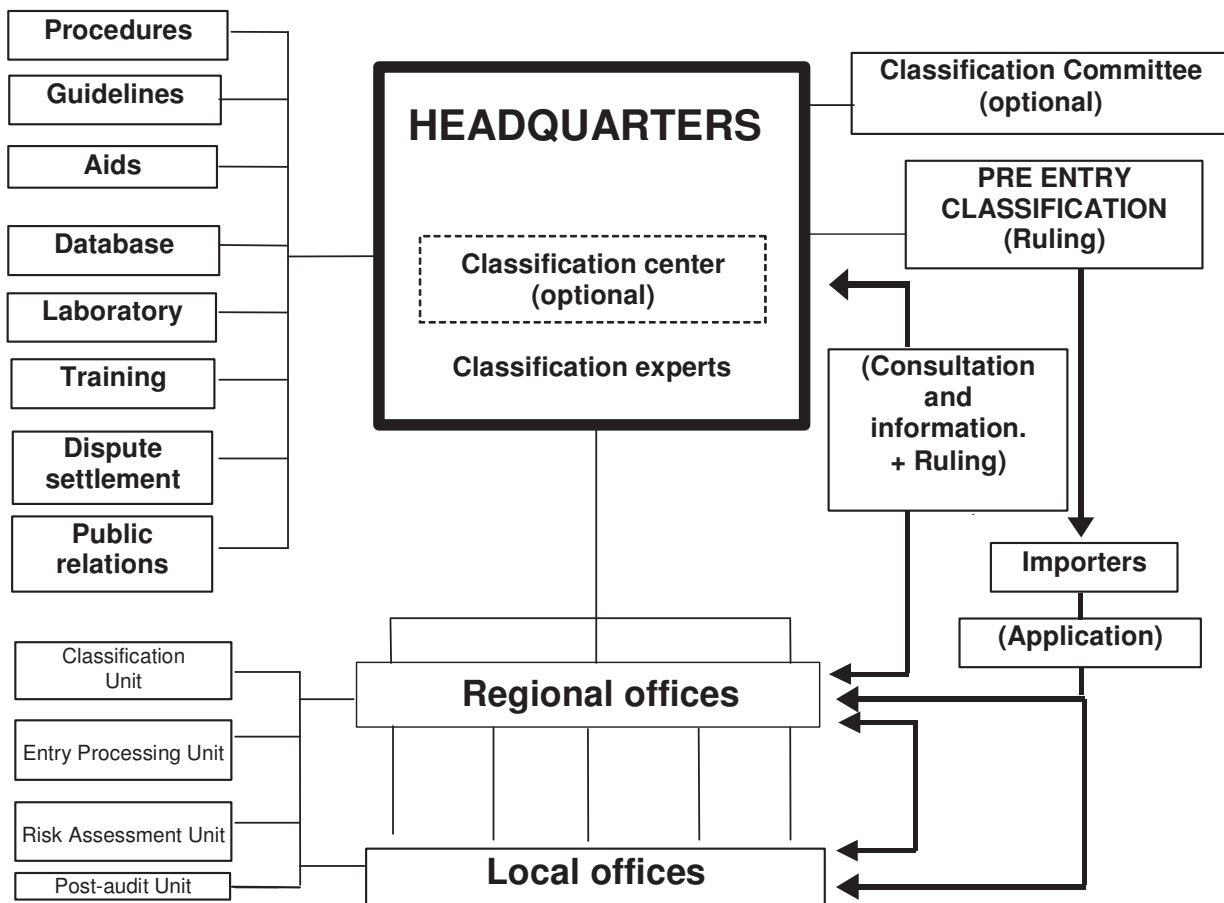 Procedures
Guidelines
Aids
Database
Laboratory
Training
Dispute
settlement
Public
relations
HEADQUARTERS
Classification center
(optional)
Classification experts
Classification Committee
(optional)
PRE ENTRY
CLASSIFICATION
(Ruling)
(Consultation
and
information.
+ Ruling)
Importers
(Application)
Classification
Unit
Entry Processing Unit
Risk Assessment Unit
Post-audit Unit
Regional offices
Local offices